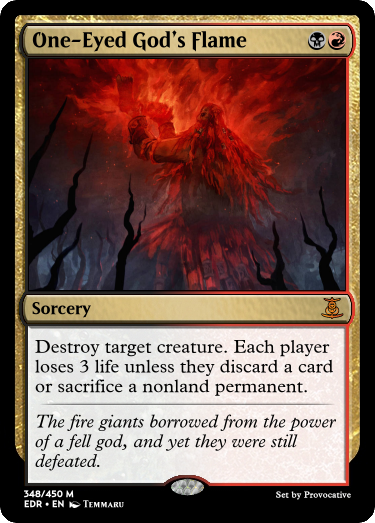 One-Eyed God's Flame
Sorcery
Destroy target creature. Each player
loses 3 life unless they discard a card
or sacrifice a nonland permanent.
The fire giants borrowed from the power
of a fell god, and yet they were still
defeated.
348/450 M
EDR • EN Temmaru
Set by Provocative